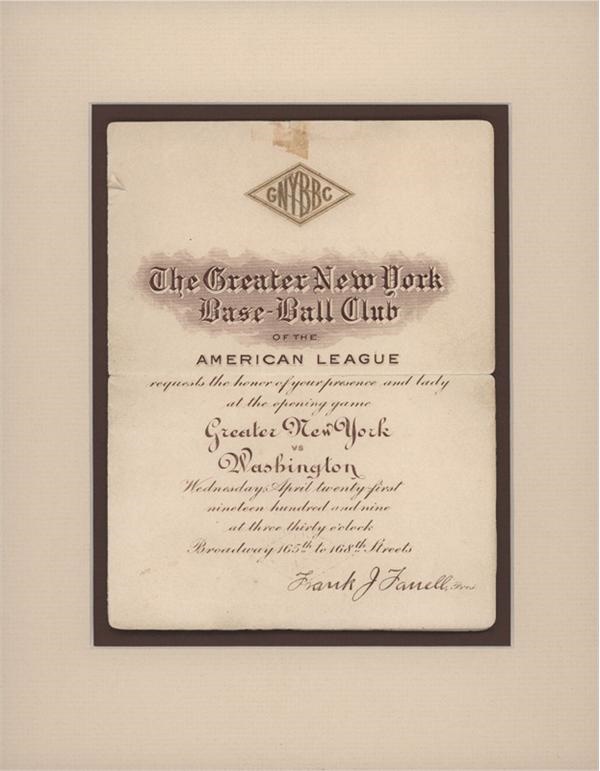 GNYBBC
The Greater New York
Base-Ball Club
OF THE
AMERICAN LEAGUE
requests the honor of your presence and lady
at the opening game
Greater New York
vs
Washington
Wednesday, April twenty-first
nineteen hundred and nine
at three thirty o'clock
Broadway 165th to 168th Streets
Frank J Farrell, Pres